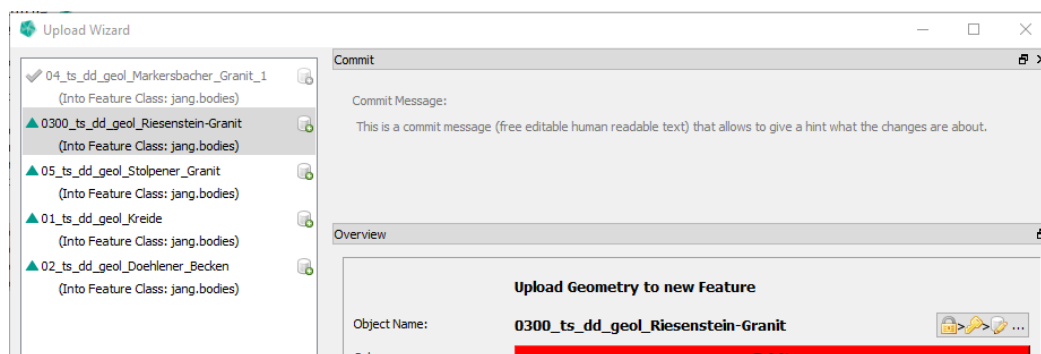 Upload Wizard
04_ts_dd_geol_Markersbacher_Granit_1
(Into Feature Class: jang.bodies)
0300_ts_dd_geol_Riesenstein-Granit
(Into Feature Class: jang.bodies)
05_ts_dd_geol_Stolpener_Granit
(Into Feature Class: jang.bodies)
01_ts_dd_geol_Kreide
(Into Feature Class: jang.bodies)
02_ts_dd_geol_Doehlener_Becken
(Into Feature Class: jang.bodies)
Commit
Commit Message:
This is a commit message (free editable human readable text) that allows to give a hint what the changes are about.
Overview
Upload Geometry to new Feature
Object Name:
0300_ts_dd_geol_Riesenstein-Granit
> > ...